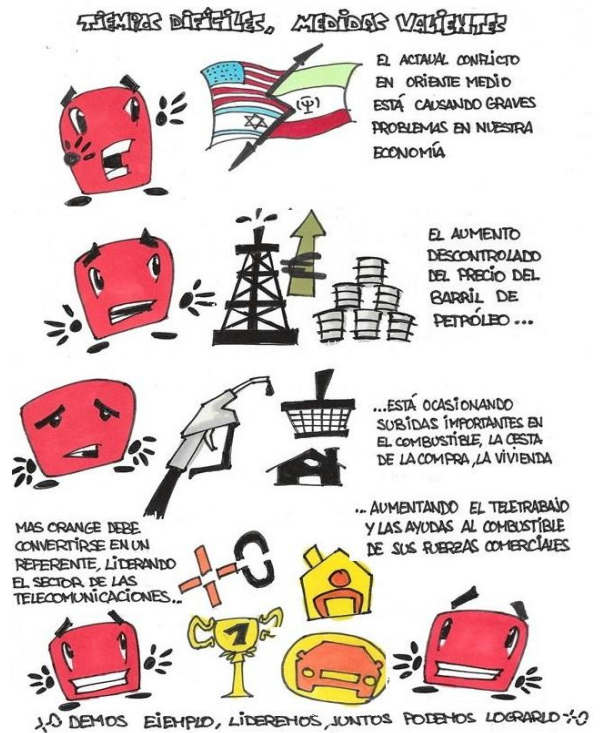 TIEMPOS DIFÍCILES, MEDIDAS VALIENTES
EL ACTAUAL CONFLICTO
EN ORIENTE MEDIO
ESTÁ CAUSANDO GRAVES
PROBLEMAS EN NUESTRA
ECONOMÍA
EL AUMENTO
DESCONTROLADO
DEL PRECIO DEL
BARRIL DE
PETRÓLEO ...
...ESTÁ OCASIONANDO
SUBIDAS IMPORTANTES EN
EL COMBUSTIBLE, LA CESTA
DE LA COMPRA, LA VIVIENDA
MAS ORANGE DEBE
CONVERTIRSE EN UN
REFERENTE, LIDERANDO
EL SECTOR DE LAS
TELECOMUNICACIONES...
... AUMENTANDO EL TELETRABAJO
Y LAS AYUDAS AL COMBUSTIBLE
DE SUS FUERZAS COMERCIALES
+O
1
+O DEMOS EJEMPLO, LIDEREMOS, JUNTOS PODEMOS LOGRARLO +O